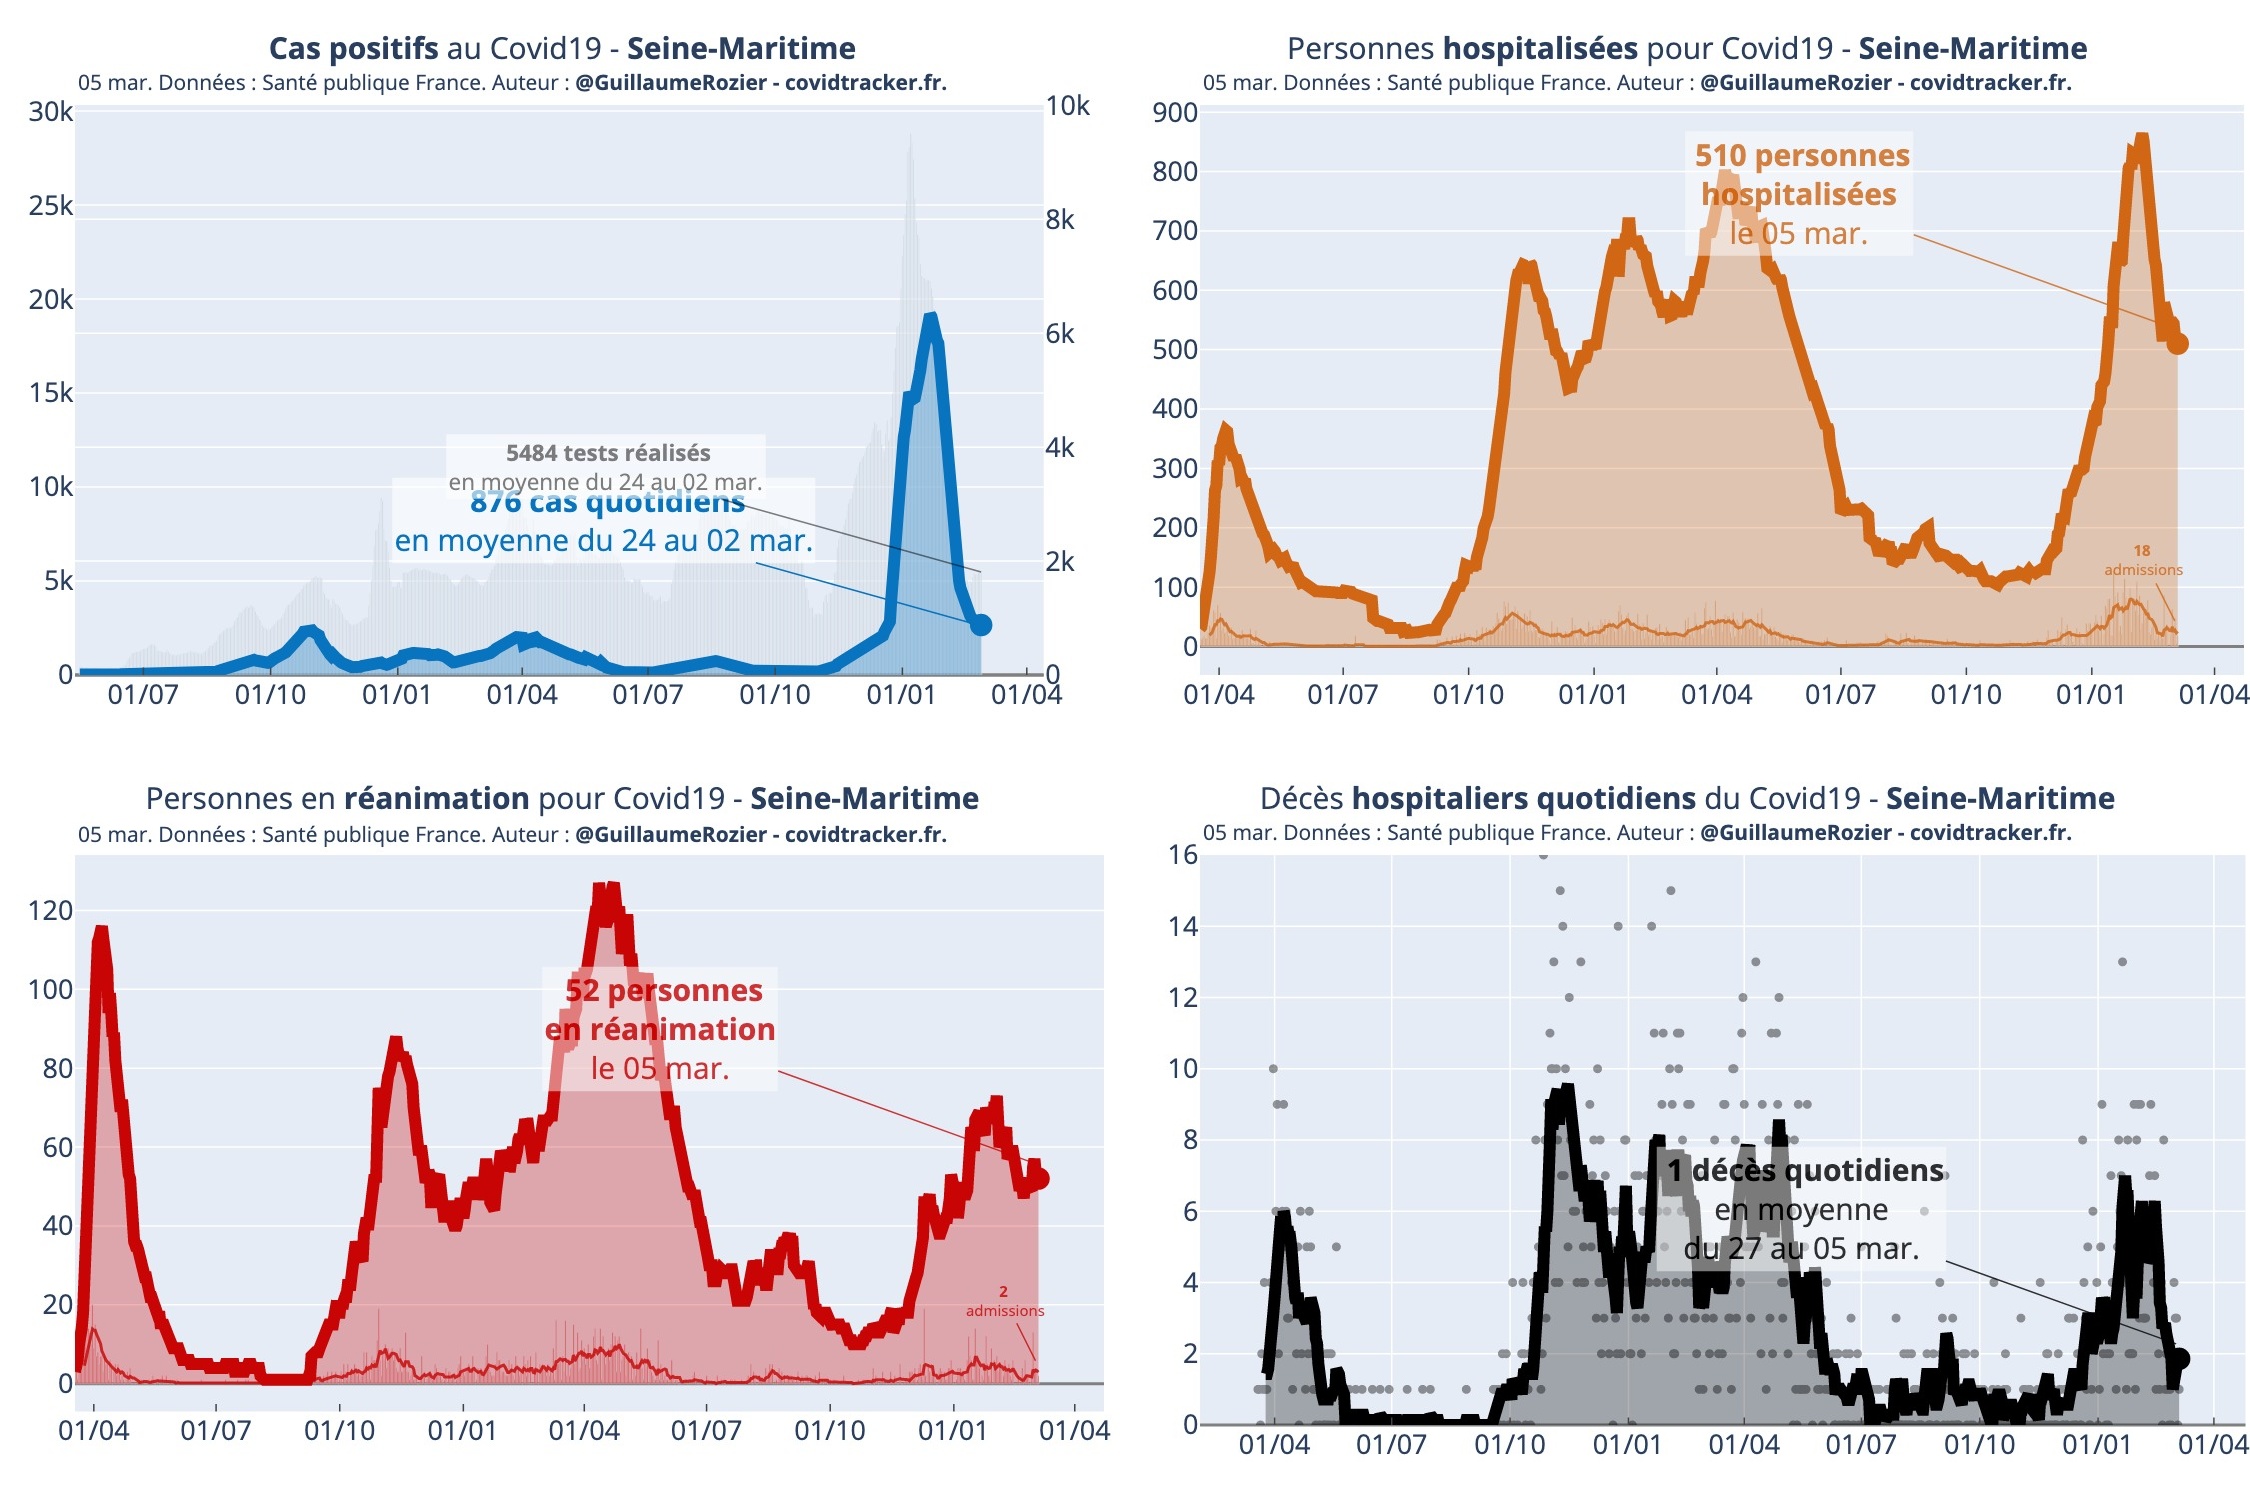 Cas positifs au Covid19 - Seine-Maritime
05 mar. Données : Santé publique France. Auteur : @GuillaumeRozier - covidtracker.fr.
30k
25k
20k
15k
10k
5k
0
10k
8k
6k
4k
2k
0
5484 tests réalisés
en moyenne du 24 au 02 mar.
876 cas quotidiens
en moyenne du 24 au 02 mar.
01/07 01/10 01/01 01/04 01/07 01/10 01/01 01/04
Personnes hospitalisées pour Covid19 - Seine-Maritime
05 mar. Données : Santé publique France. Auteur : @GuillaumeRozier - covidtracker.fr.
900
800
700
600
500
400
300
200
100
0
510 personnes
hospitalisées
le 05 mar.
18
admissions
01/04 01/07 01/10 01/01 01/04 01/07 01/10 01/01 01/04
Personnes en réanimation pour Covid19 - Seine-Maritime
05 mar. Données : Santé publique France. Auteur : @GuillaumeRozier - covidtracker.fr.
120
100
80
60
40
20
0
52 personnes
en réanimation
le 05 mar.
2
admissions
01/04 01/07 01/10 01/01 01/04 01/07 01/10 01/01 01/04
Décès hospitaliers quotidiens du Covid19 - Seine-Maritime
05 mar. Données : Santé publique France. Auteur : @GuillaumeRozier - covidtracker.fr.
16
14
12
10
8
6
4
2
0
1 décès quotidiens
en moyenne
du 27 au 05 mar.
01/04 01/07 01/10 01/01 01/04 01/07 01/10 01/01 01/04